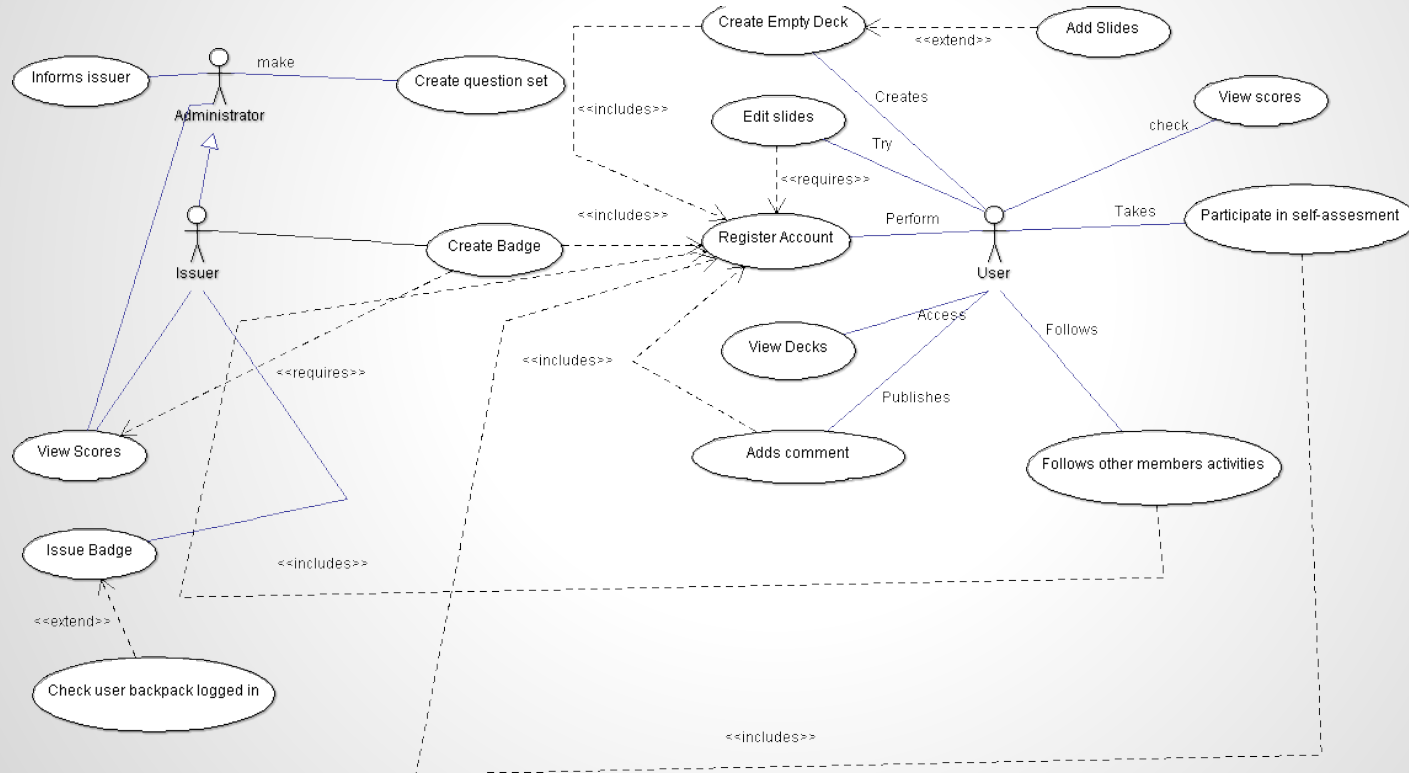 Create Empty Deck
Add Slides
<<extend>>
Informs issuer
make
Create question set
Administrator
<<includes>>
Creates
Edit slides
View scores
check
Try
<<requires>>
<<includes>>
Perform
Takes
Participate in self-assesment
Register Account
Create Badge
Issuer
User
Access
Follows
View Decks
<<includes>>
<<requires>>
Publishes
View Scores
Adds comment
Follows other members activities
Issue Badge
<<includes>>
<<extend>>
Check user backpack logged in
<<includes>>